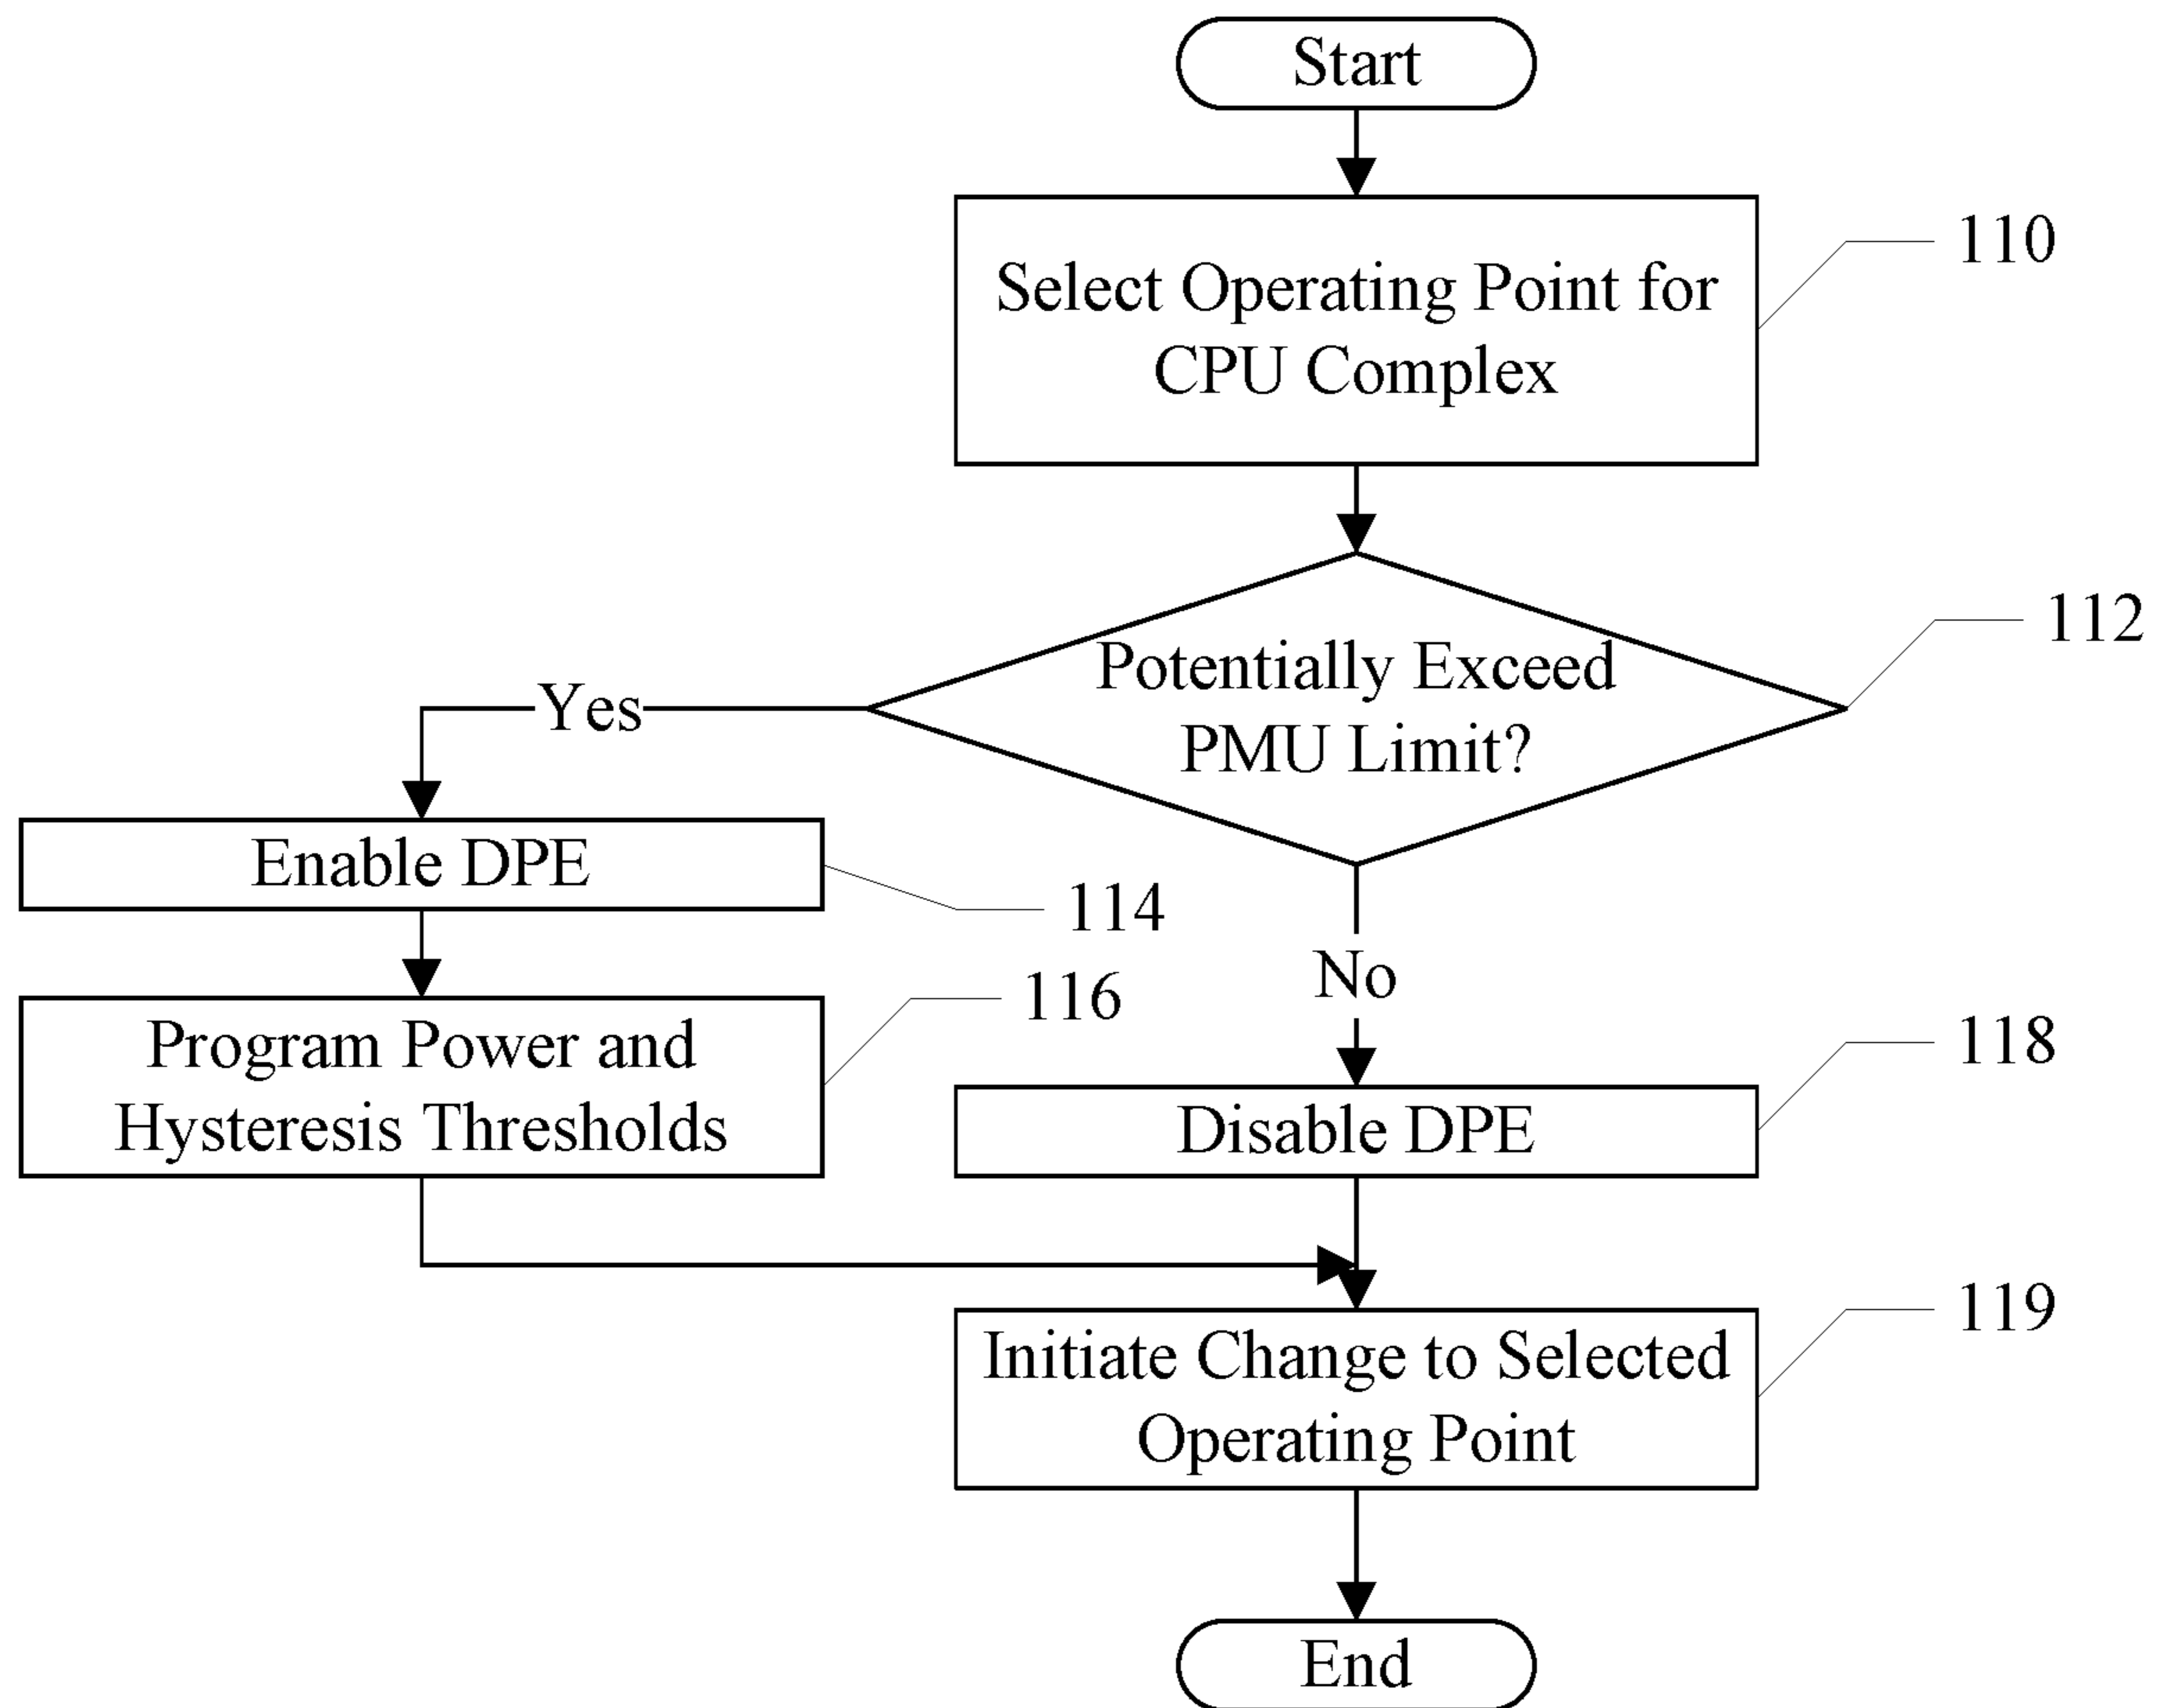 Start
110
Select Operating Point for
CPU Complex
112
Potentially Exceed
PMU Limit?
Yes
Enable DPE
114
No
116
Program Power and
Hysteresis Thresholds
118
Disable DPE
119
Initiate Change to Selected
Operating Point
End